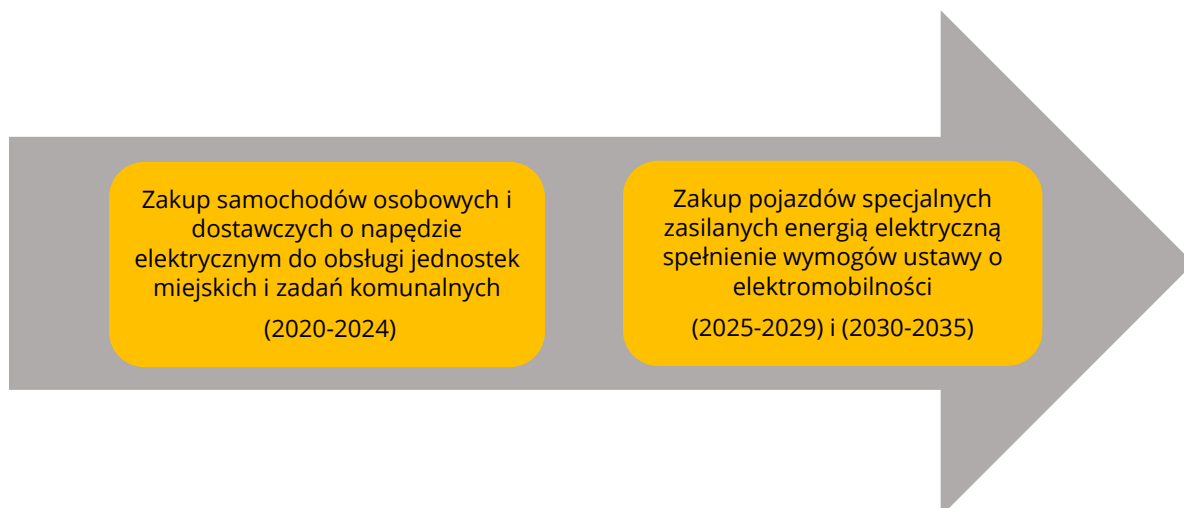 Zakup samochodów osobowych i
dostawczych o napędzie
elektrycznym do obsługi jednostek
miejskich i zadań komunalnych
(2020-2024)
Zakup pojazdów specjalnych
zasilanych energią elektryczną
spełnienie wymogów ustawy o
elektromobilności
(2025-2029) i (2030-2035)